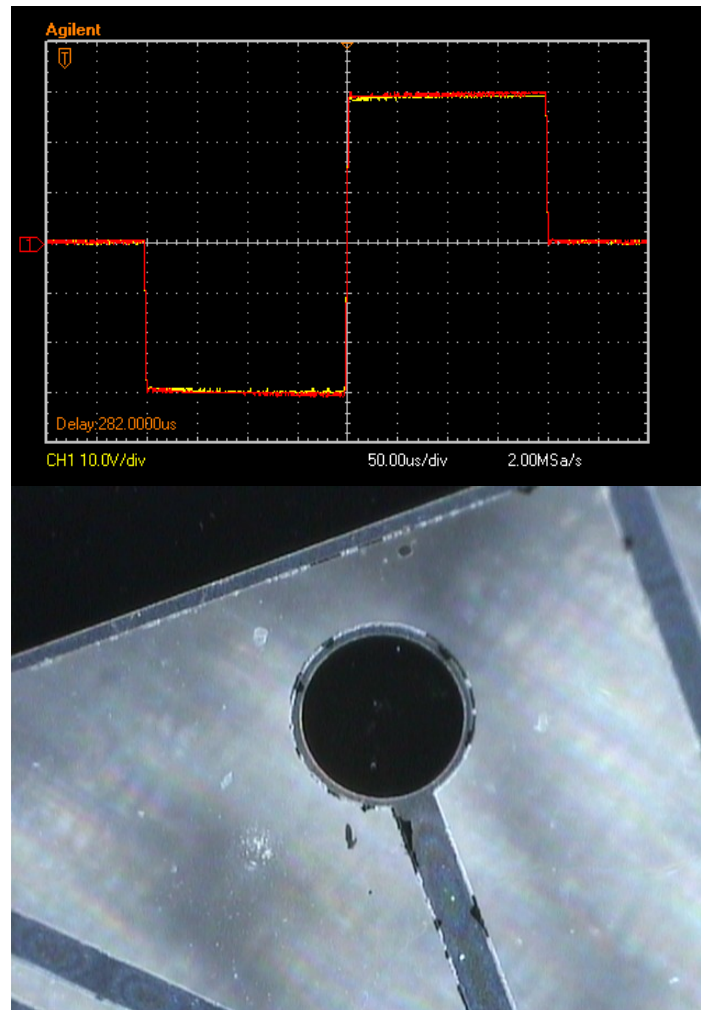 Agilent
T
T
Delay:282.0000us
CH1 10.0V/div 50.00us/div 2.00MSa/s